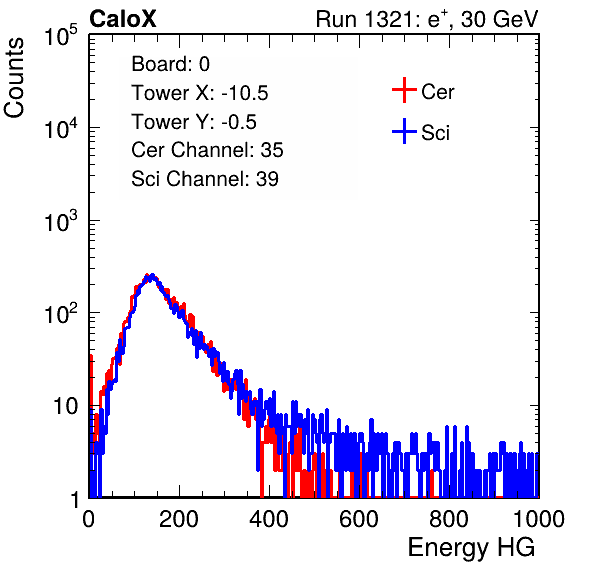 CaloX Run 1321: e⁺, 30 GeV
Counts
Board: 0
Tower X: -10.5
Tower Y: -0.5
Cer Channel: 35
Sci Channel: 39
Cer
Sci
10⁵
10⁴
10³
10²
10
1
0 200 400 600 800 1000
Energy HG